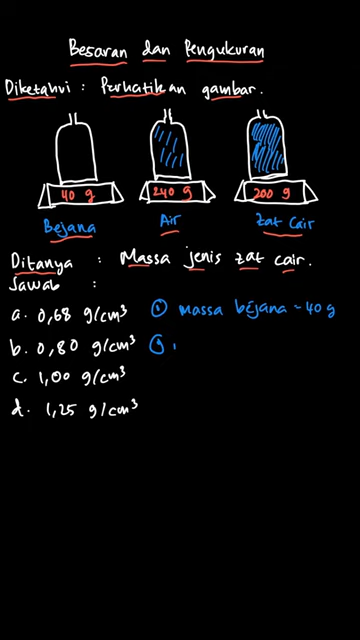 Besaran dan Pengukuran
Diketahui : Perhatikan gambar.
40 g 240 g 200 g
Bejana Air Zat Cair
Ditanya : Massa jenis zat cair.
Jawab :
a. 0,68 g/cm³ ① Massa bejana = 40 g
b. 0,80 g/cm³
c. 1,00 g/cm³
d. 1,25 g/cm³